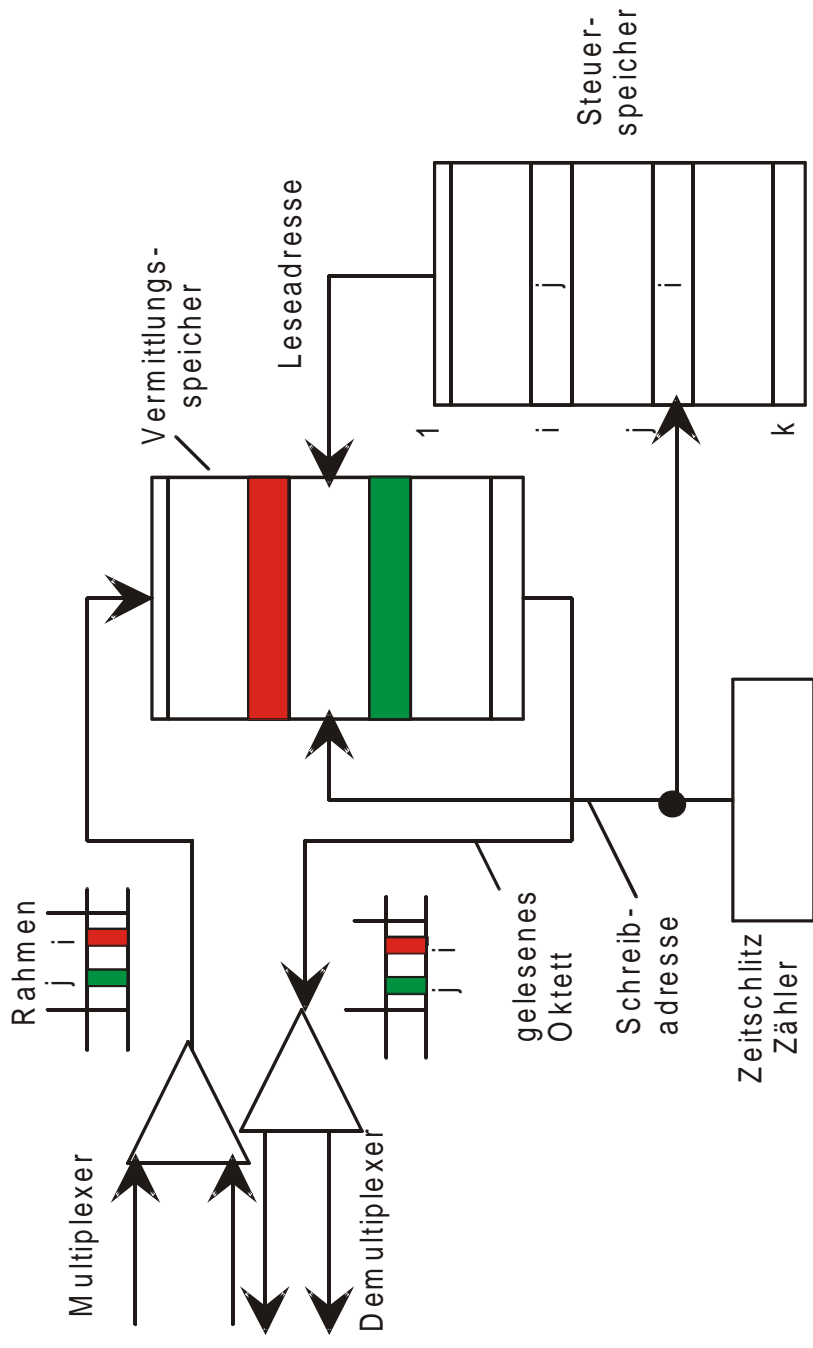 Multiplexer
Rahmen
j
i
Demultiplexer
j
i
gelesenes
Oktett
Schreib-
adresse
Zeitschlitz
Zähler
Vermittlungs-
speicher
Leseadresse
1
i
j
k
j
i
Steuer-
speicher